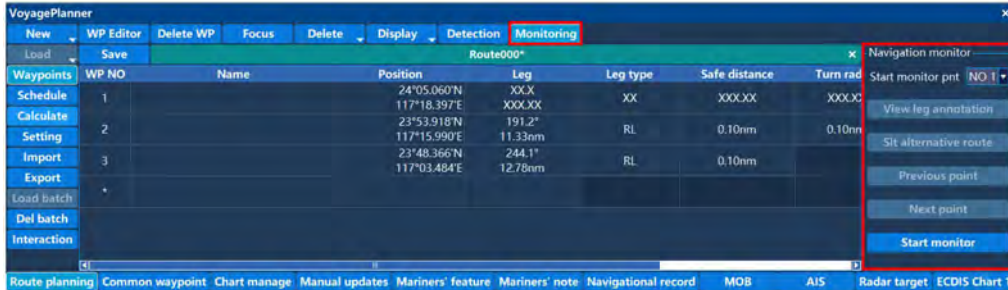 VoyagePlanner ×
New WP Editor Delete WP Focus Delete Display Detection Monitoring
Load Save Route000* × Navigation monitor
Waypoints WP NO Name Position Leg Leg type Safe distance Turn rad Start monitor pnt NO 1
Schedule 1 24°05.060'N XX.X XX XXX.XX XXX.XX
117°18.397'E XXX.XX View leg annotation
Calculate 2 23°53.918'N 191.2° RL 0.10nm 0.10nm
Setting 117°15.990'E 11.33nm Slt alternative route
Import 3 23°48.366'N 244.1° RL 0.10nm
117°03.484'E 12.78nm Previous point
Export
Load batch *
Del batch Next point
Interaction Start monitor
Route planning Common waypoint Chart manage Manual updates Mariners' feature Mariners' note Navigational record MOB AIS Radar target ECDIS Chart 1